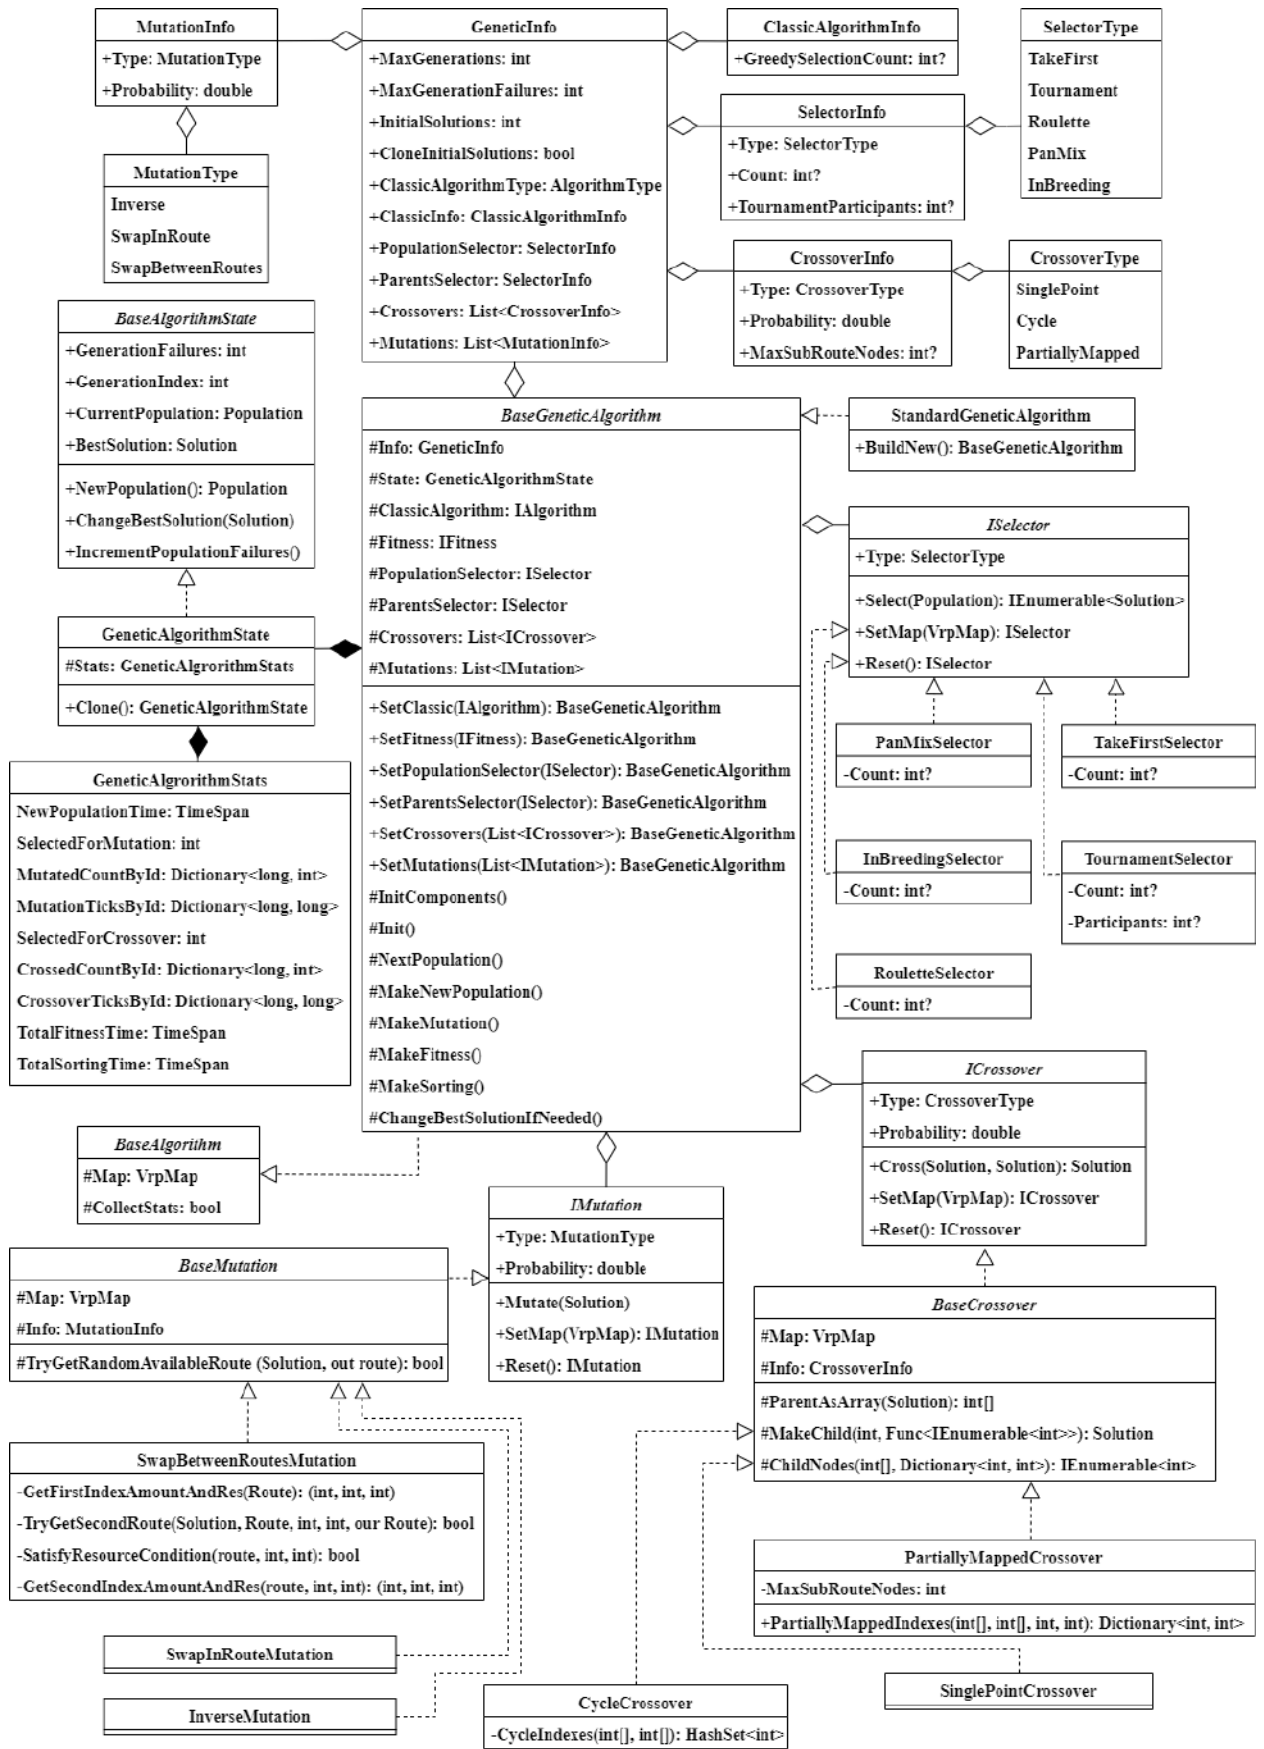 MutationInfo
+Type: MutationType
+Probability: double
MutationType
Inverse
SwapInRoute
SwapBetweenRoutes
GeneticInfo
+MaxGenerations: int
+MaxGenerationFailures: int
+InitialSolutions: int
+CloneInitialSolutions: bool
+ClassicAlgorithmType: AlgorithmType
+ClassicInfo: ClassicAlgorithmInfo
+PopulationSelector: SelectorInfo
+ParentsSelector: SelectorInfo
+Crossovers: List<CrossoverInfo>
+Mutations: List<MutationInfo>
ClassicAlgorithmInfo
+GreedySelectionCount: int?
SelectorInfo
+Type: SelectorType
+Count: int?
+TournamentParticipants: int?
SelectorType
TakeFirst
Tournament
Roulette
PanMix
InBreeding
CrossoverInfo
+Type: CrossoverType
+Probability: double
+MaxSubRouteNodes: int?
CrossoverType
SinglePoint
Cycle
PartiallyMapped
BaseAlgorithmState
+GenerationFailures: int
+GenerationIndex: int
+CurrentPopulation: Population
+BestSolution: Solution
+NewPopulation(): Population
+ChangeBestSolution(Solution)
+IncrementPopulationFailures()
GeneticAlgorithmState
#Stats: GeneticAlgrorithmStats
+Clone(): GeneticAlgorithmState
GeneticAlgrorithmStats
NewPopulationTime: TimeSpan
SelectedForMutation: int
MutatedCountById: Dictionary<long, int>
MutationTicksById: Dictionary<long, long>
SelectedForCrossover: int
CrossedCountById: Dictionary<long, int>
CrossoverTicksById: Dictionary<long, long>
TotalFitnessTime: TimeSpan
TotalSortingTime: TimeSpan
BaseGeneticAlgorithm
#Info: GeneticInfo
#State: GeneticAlgorithmState
#ClassicAlgorithm: IAlgorithm
#Fitness: IFitness
#PopulationSelector: ISelector
#ParentsSelector: ISelector
#Crossovers: List<ICrossover>
#Mutations: List<IMutation>
+SetClassic(IAlgorithm): BaseGeneticAlgorithm
+SetFitness(IFitness): BaseGeneticAlgorithm
+SetPopulationSelector(ISelector): BaseGeneticAlgorithm
+SetParentsSelector(ISelector): BaseGeneticAlgorithm
+SetCrossovers(List<ICrossover>): BaseGeneticAlgorithm
+SetMutations(List<IMutation>): BaseGeneticAlgorithm
#InitComponents()
#Init()
#NextPopulation()
#MakeNewPopulation()
#MakeMutation()
#MakeFitness()
#MakeSorting()
#ChangeBestSolutionIfNeeded()
StandardGeneticAlgorithm
+BuildNew(): BaseGeneticAlgorithm
ISelector
+Type: SelectorType
+Select(Population): IEnumerable<Solution>
+SetMap(VrpMap): ISelector
+Reset(): ISelector
PanMixSelector
-Count: int?
TakeFirstSelector
-Count: int?
InBreedingSelector
-Count: int?
TournamentSelector
-Count: int?
-Participants: int?
RouletteSelector
-Count: int?
ICrossover
+Type: CrossoverType
+Probability: double
+Cross(Solution, Solution): Solution
+SetMap(VrpMap): ICrossover
+Reset(): ICrossover
BaseAlgorithm
#Map: VrpMap
#CollectStats: bool
IMutation
+Type: MutationType
+Probability: double
+Mutate(Solution)
+SetMap(VrpMap): IMutation
+Reset(): IMutation
BaseMutation
#Map: VrpMap
#Info: MutationInfo
#TryGetRandomAvailableRoute (Solution, out route): bool
BaseCrossover
#Map: VrpMap
#Info: CrossoverInfo
#ParentAsArray(Solution): int[]
#MakeChild(int, Func<IEnumerable<int>>): Solution
#ChildNodes(int[], Dictionary<int, int>): IEnumerable<int>
SwapBetweenRoutesMutation
-GetFirstIndexAmountAndRes(Route): (int, int, int)
-TryGetSecondRoute(Solution, Route, int, int, our Route): bool
-SatisfyResourceCondition(route, int, int): bool
-GetSecondIndexAmountAndRes(route, int, int): (int, int, int)
PartiallyMappedCrossover
-MaxSubRouteNodes: int
+PartiallyMappedIndexes(int[], int[], int, int): Dictionary<int, int>
SwapInRouteMutation
InverseMutation
CycleCrossover
-CycleIndexes(int[], int[]): HashSet<int>
SinglePointCrossover